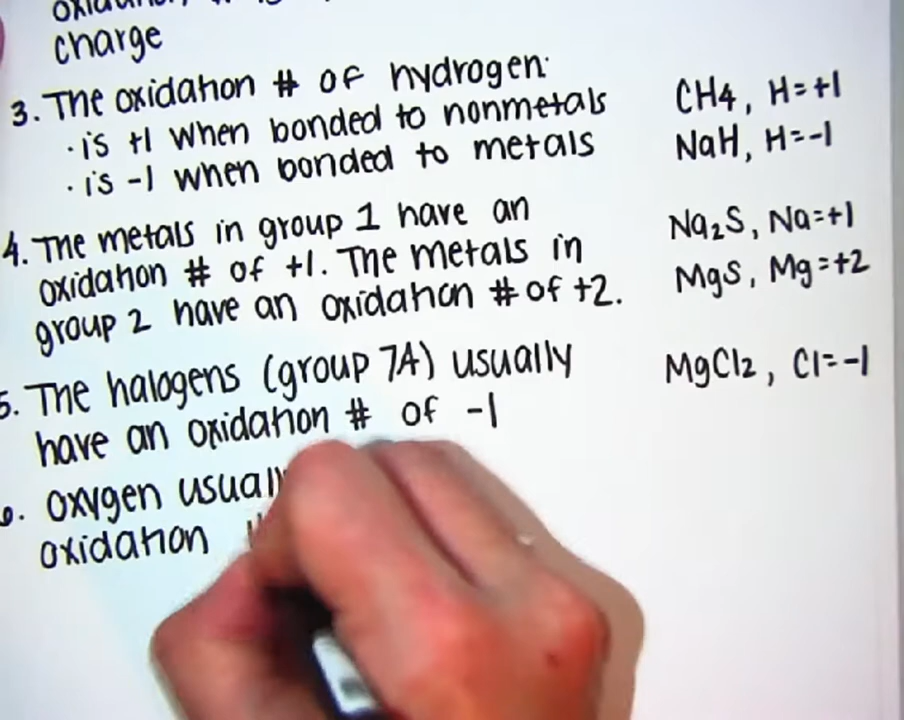 charge
3. The oxidation # of hydrogen:
· is +1 when bonded to nonmetals
CH4, H=+1
· is -1 when bonded to metals
NaH, H=-1
4. The metals in group 1 have an
oxidation # of +1. The metals in
group 2 have an oxidation # of +2.
Na2S, Na=+1
MgS, Mg=+2
5. The halogens (group 7A) usually
have an oxidation # of -1
MgCl2, Cl=-1
6. oxygen usually
oxidation